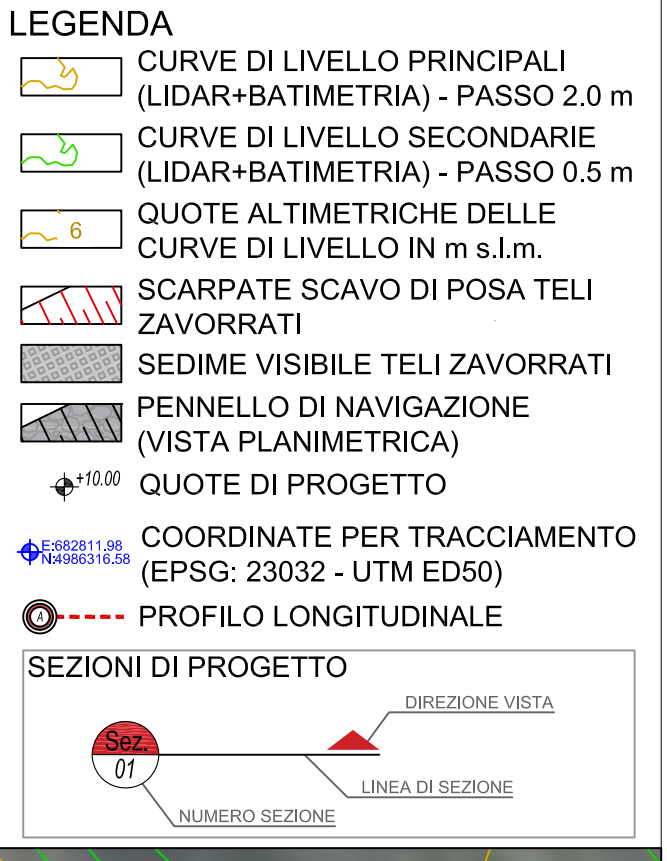 LEGENDA
CURVE DI LIVELLO PRINCIPALI
(LIDAR+BATIMETRIA) - PASSO 2.0 m
CURVE DI LIVELLO SECONDARIE
(LIDAR+BATIMETRIA) - PASSO 0.5 m
6
QUOTE ALTIMETRICHE DELLE
CURVE DI LIVELLO IN m s.l.m.
SCARPATE SCAVO DI POSA TELI
ZAVORRATI
SEDIME VISIBILE TELI ZAVORRATI
PENNELLO DI NAVIGAZIONE
(VISTA PLANIMETRICA)
+10.00
QUOTE DI PROGETTO
E:682811.98
N:4986316.58
COORDINATE PER TRACCIAMENTO
(EPSG: 23032 - UTM ED50)
A
PROFILO LONGITUDINALE
SEZIONI DI PROGETTO
DIREZIONE VISTA
Sez.
01
LINEA DI SEZIONE
NUMERO SEZIONE